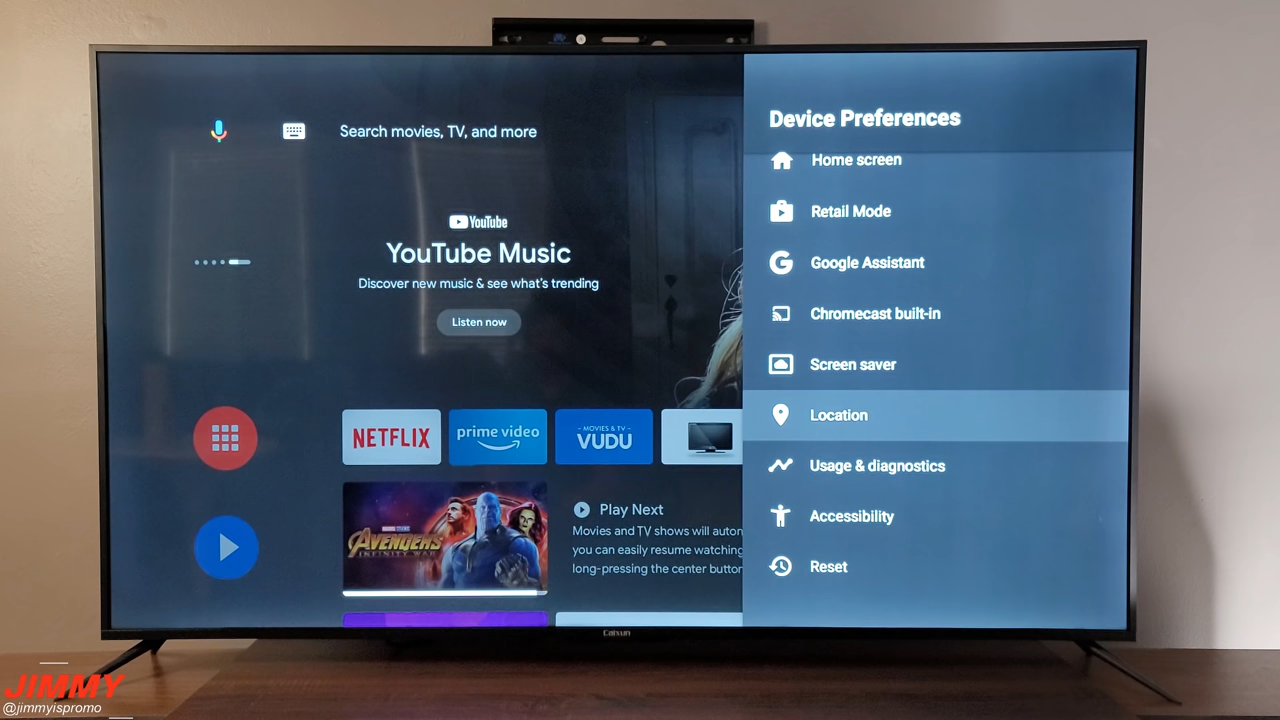 Search movies, TV, and more
YouTube
YouTube Music
Discover new music & see what's trending
Listen now
NETFLIX
prime video
- MOVIES & TV -
VUDU
MARVEL STUDIOS
AVENGERS
INFINITY WAR
Play Next
Movies and TV shows will auton
you can easily resume watching
long-pressing the center button
Device Preferences
Home screen
Retail Mode
Google Assistant
Chromecast built-in
Screen saver
Location
Usage & diagnostics
Accessibility
Reset
Caixun
JIMMY
@jimmyispromo